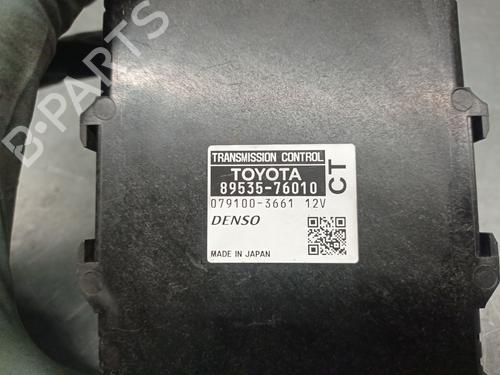 B-PARTS
TRANSMISSION CONTROL
TOYOTA
89535-76010
CT
079100-3661 12V
DENSO
MADE IN JAPAN